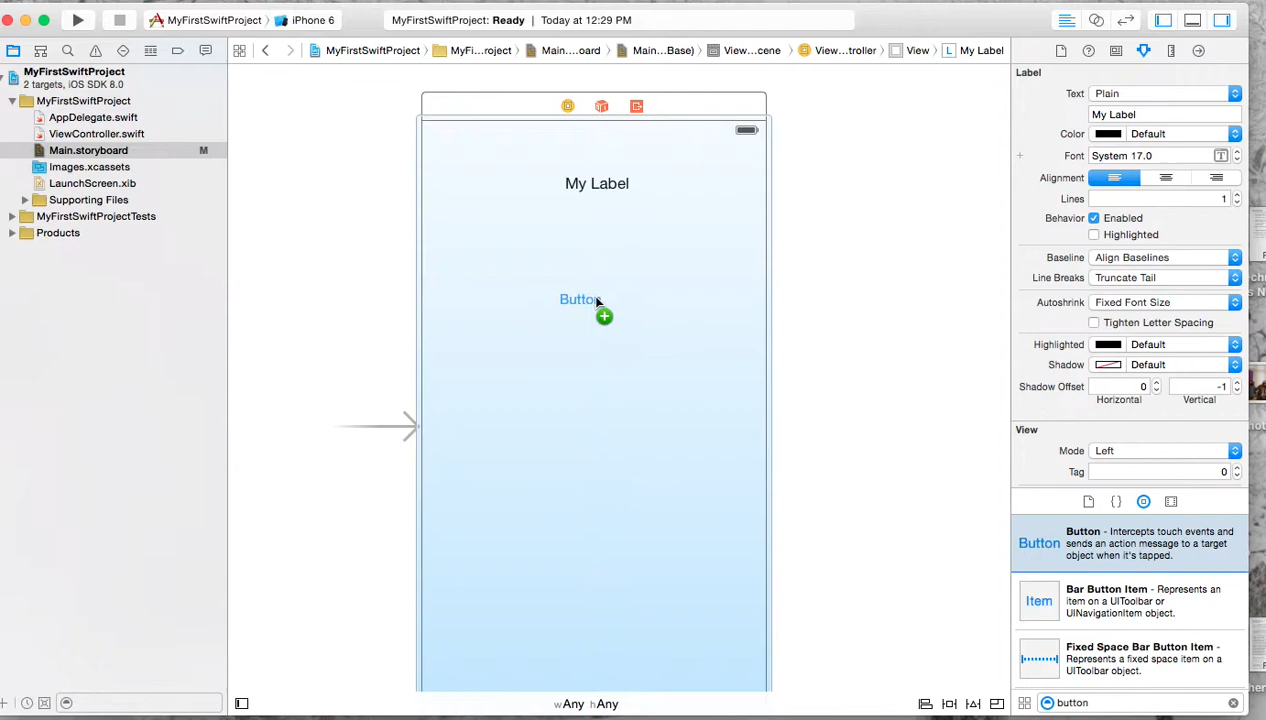 MyFirstSwiftProject
iPhone 6
MyFirstSwiftProject: Ready
Today at 12:29 PM
MyFirstSwiftProject
MyFi...roject
Main....oard
Main...Base)
View...cene
View...troller
View
L
My Label
MyFirstSwiftProject
2 targets, iOS SDK 8.0
MyFirstSwiftProject
AppDelegate.swift
ViewController.swift
Main.storyboard
M
Images.xcassets
LaunchScreen.xib
Supporting Files
MyFirstSwiftProjectTests
Products
My Label
Button
wAny hAny
Label
Text
Plain
My Label
Color
Default
Font
System 17.0
T
Alignment
Lines
1
Behavior
Enabled
Highlighted
Baseline
Align Baselines
Line Breaks
Truncate Tail
Autoshrink
Fixed Font Size
Tighten Letter Spacing
Highlighted
Default
Shadow
Default
Shadow Offset
0
-1
Horizontal
Vertical
View
Mode
Left
Tag
0
Button
Button - Intercepts touch events and
sends an action message to a target
object when it's tapped.
Item
Bar Button Item - Represents an
item on a UIToolbar or
UINavigationItem object.
Fixed Space Bar Button Item -
Represents a fixed space item on a
UIToolbar object.
button